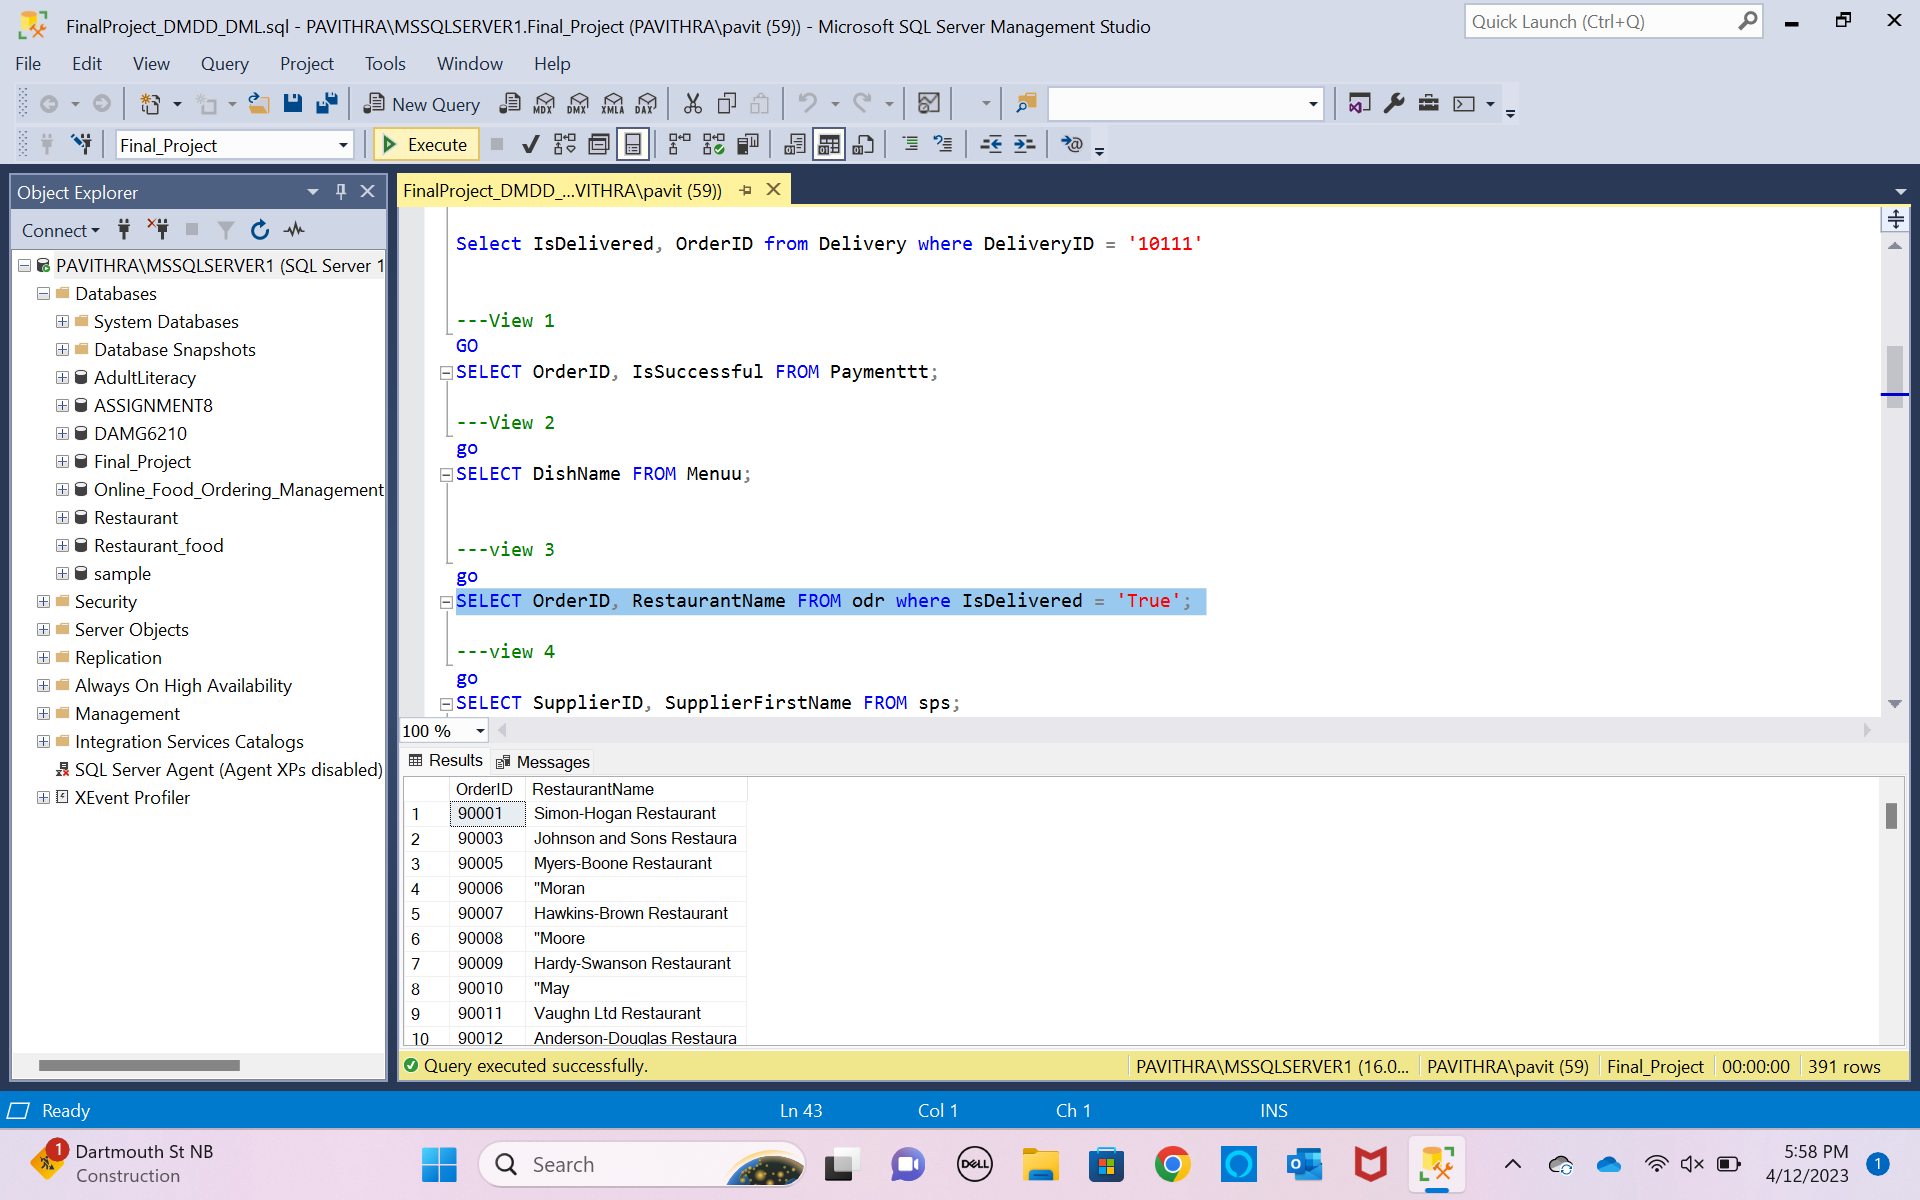 FinalProject_DMDD_DML.sql - PAVITHRA\MSSQLSERVER1.Final_Project (PAVITHRA\pavit (59)) - Microsoft SQL Server Management Studio
Quick Launch (Ctrl+Q)
File Edit View Query Project Tools Window Help
New Query MDX DMX XMLA DAX
Final_Project Execute
Object Explorer
Connect
PAVITHRA\MSSQLSERVER1 (SQL Server 1
Databases
System Databases
Database Snapshots
AdultLiteracy
ASSIGNMENT8
DAMG6210
Final_Project
Online_Food_Ordering_Management
Restaurant
Restaurant_food
sample
Security
Server Objects
Replication
Always On High Availability
Management
Integration Services Catalogs
SQL Server Agent (Agent XPs disabled)
XEvent Profiler
FinalProject_DMDD_...VITHRA\pavit (59))
Select IsDelivered, OrderID from Delivery where DeliveryID = '10111'
---View 1
GO
SELECT OrderID, IsSuccessful FROM Paymenttt;
---View 2
go
SELECT DishName FROM Menuu;
---view 3
go
SELECT OrderID, RestaurantName FROM odr where IsDelivered = 'True';
---view 4
go
SELECT SupplierID, SupplierFirstName FROM sps;
100 %
Results Messages
OrderID RestaurantName
1 90001 Simon-Hogan Restaurant
2 90003 Johnson and Sons Restaura
3 90005 Myers-Boone Restaurant
4 90006 "Moran
5 90007 Hawkins-Brown Restaurant
6 90008 "Moore
7 90009 Hardy-Swanson Restaurant
8 90010 "May
9 90011 Vaughn Ltd Restaurant
10 90012 Anderson-Douglas Restaura
Query executed successfully. PAVITHRA\MSSQLSERVER1 (16.0... PAVITHRA\pavit (59) Final_Project 00:00:00 391 rows
Ready Ln 43 Col 1 Ch 1 INS
1 Dartmouth St NB
Construction
Search
DELL
5:58 PM
4/12/2023
1